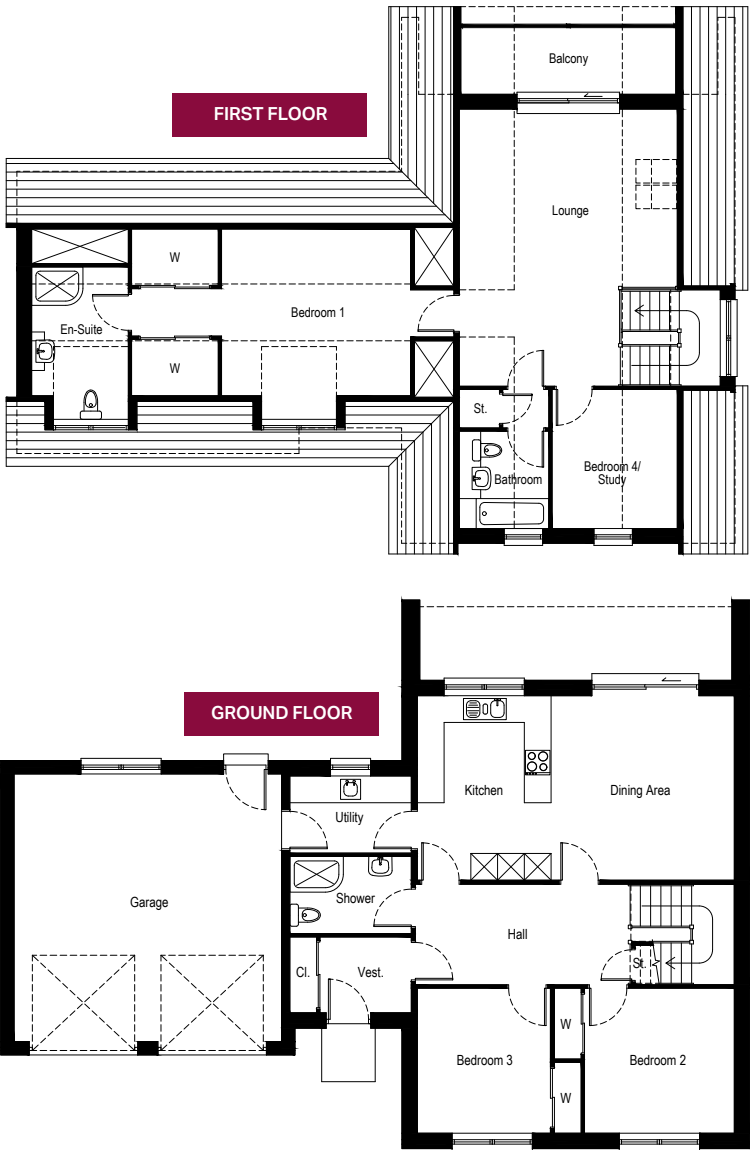 Balcony
FIRST FLOOR
Lounge
W
Bedroom 1
En-Suite
W
St.
Bathroom
Bedroom 4/
Study
GROUND FLOOR
Kitchen
Dining Area
Utility
Garage
Shower
Hall
Cl.
Vest.
St.
W
Bedroom 3
Bedroom 2
W